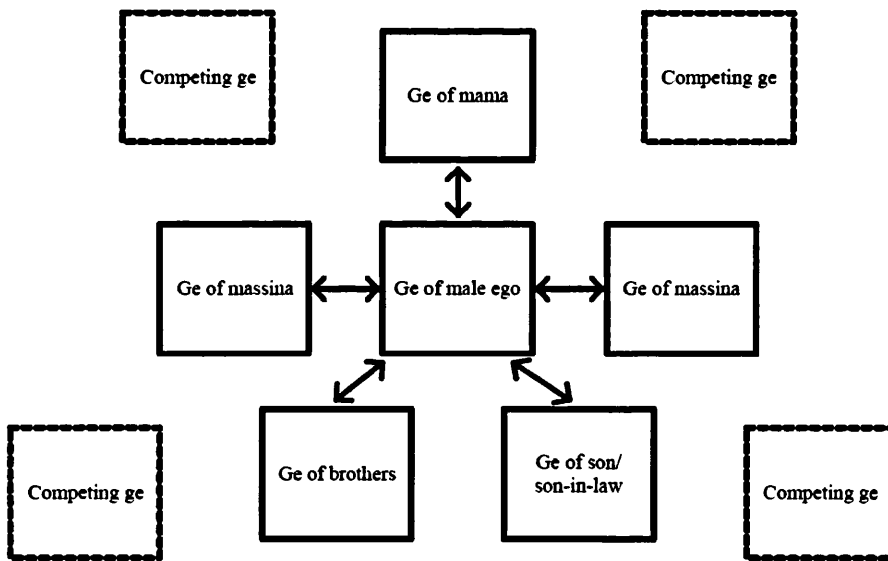 Competing ge
Ge of mama
Competing ge
Ge of massina
Ge of male ego
Ge of massina
Ge of brothers
Ge of son/
son-in-law
Competing ge
Competing ge